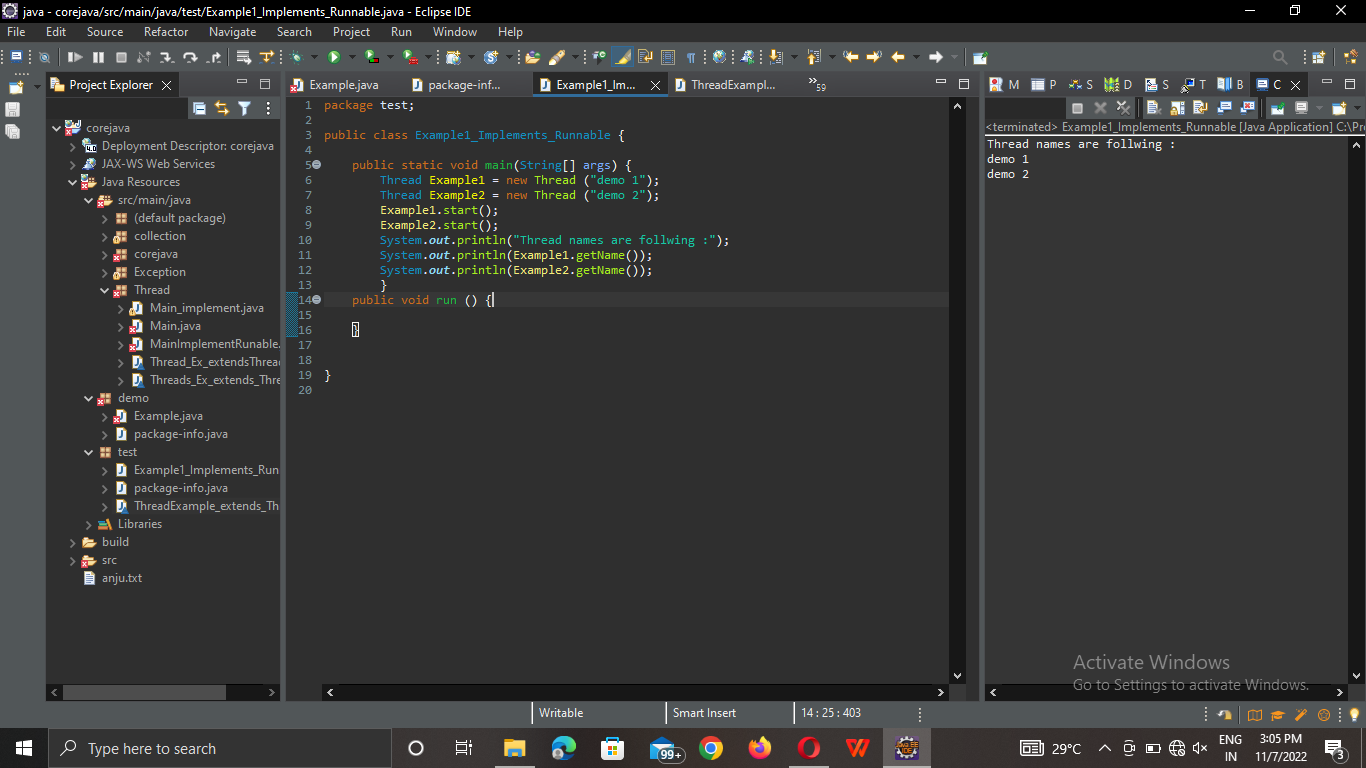 java - corejava/src/main/java/test/Example1_Implements_Runnable.java - Eclipse IDE
File Edit Source Refactor Navigate Search Project Run Window Help
Project Explorer
corejava
Deployment Descriptor: corejava
JAX-WS Web Services
Java Resources
src/main/java
(default package)
collection
corejava
Exception
Thread
Main_implement.java
Main.java
MainImplementRunable.
Thread_Ex_extendsThrea
Threads_Ex_extends_Thre
demo
Example.java
package-info.java
test
Example1_Implements_Run
package-info.java
ThreadExample_extends_Th
Libraries
build
src
anju.txt
Example.java package-inf... Example1_Im... ThreadExampl... »59
1 package test;
2
3 public class Example1_Implements_Runnable {
4
5 public static void main(String[] args) {
6 Thread Example1 = new Thread ("demo 1");
7 Thread Example2 = new Thread ("demo 2");
8 Example1.start();
9 Example2.start();
10 System.out.println("Thread names are follwing :");
11 System.out.println(Example1.getName());
12 System.out.println(Example2.getName());
13 }
14 public void run () {
15
16 }
17
18
19 }
20
M P S D S T B C
<terminated> Example1_Implements_Runnable [Java Application] C:\Pro
Thread names are follwing :
demo 1
demo 2
Activate Windows
Go to Settings to activate Windows.
Writable Smart Insert 14 : 25 : 403
Type here to search
99+
29°C
ENG
IN
3:05 PM
11/7/2022
3